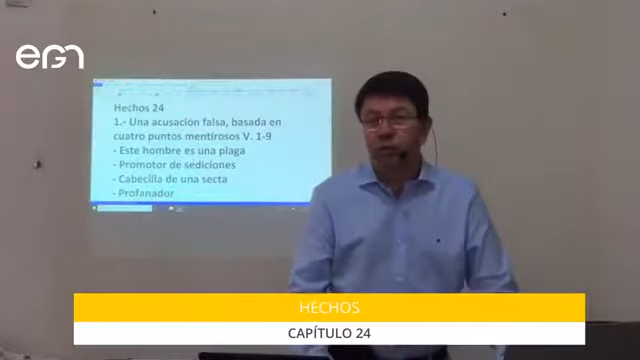 Hechos 24
1.- Una acusación falsa, basada en
cuatro puntos mentirosos V. 1-9
- Este hombre es una plaga
- Promotor de sediciones
- Cabecilla de una secta
- Profanador
HECHOS
CAPÍTULO 24